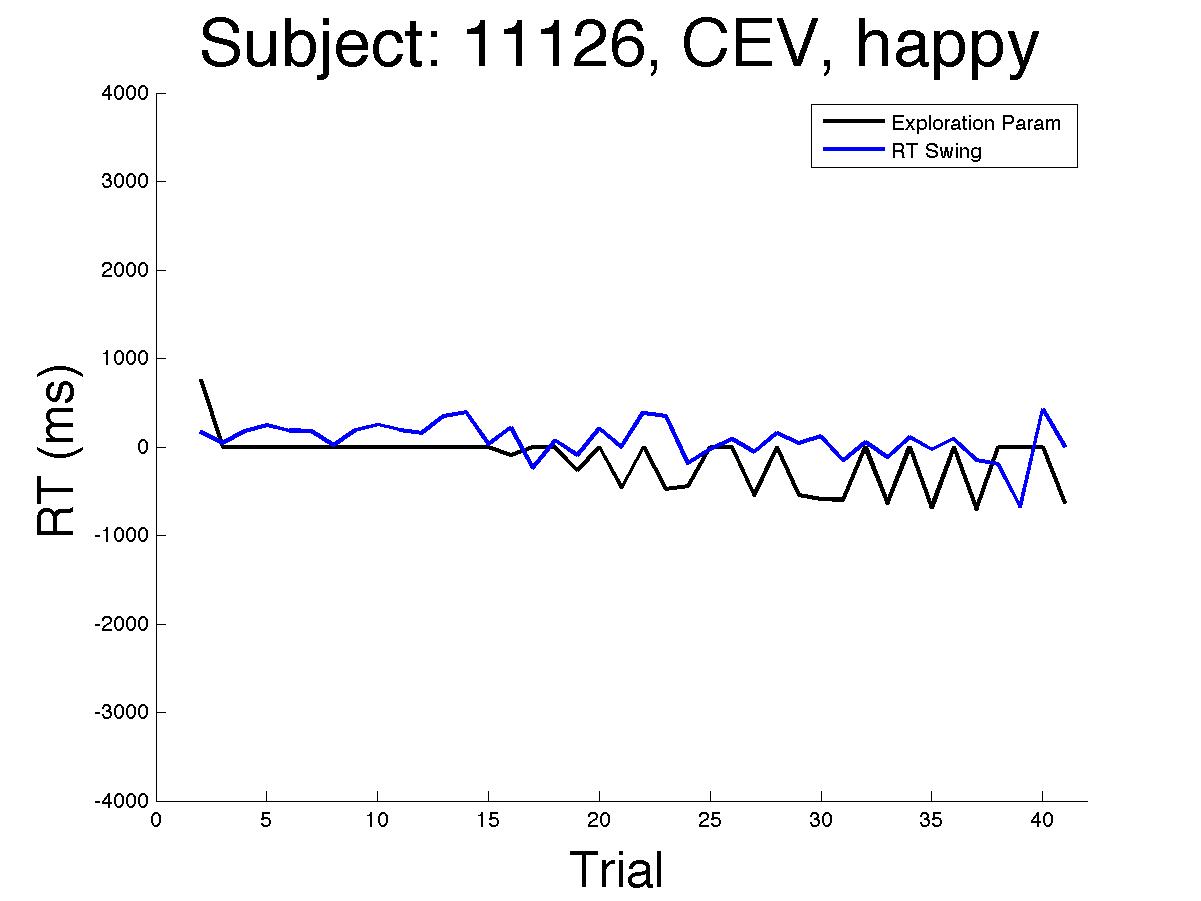 Subject: 11126, CEV, happy
Exploration Param
RT Swing
4000
3000
2000
1000
0
-1000
-2000
-3000
-4000
RT (ms)
0 5 10 15 20 25 30 35 40
Trial